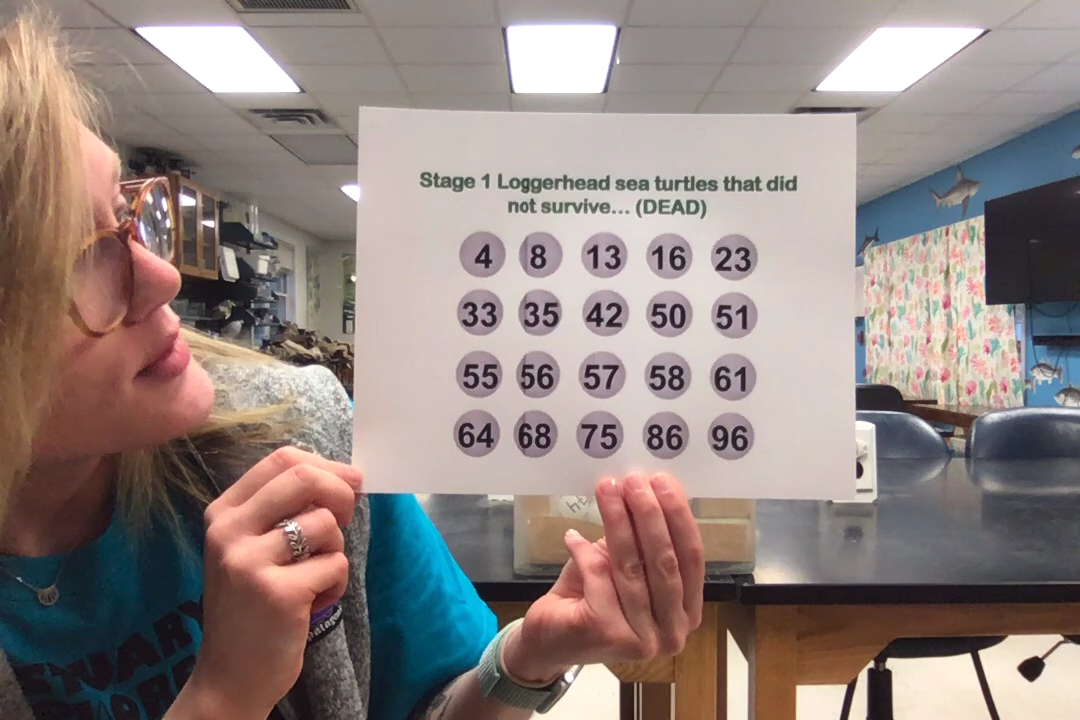 Stage 1 Loggerhead sea turtles that did
not survive... (DEAD)
4 8 13 16 23
33 35 42 50 51
55 56 57 58 61
64 68 75 86 96